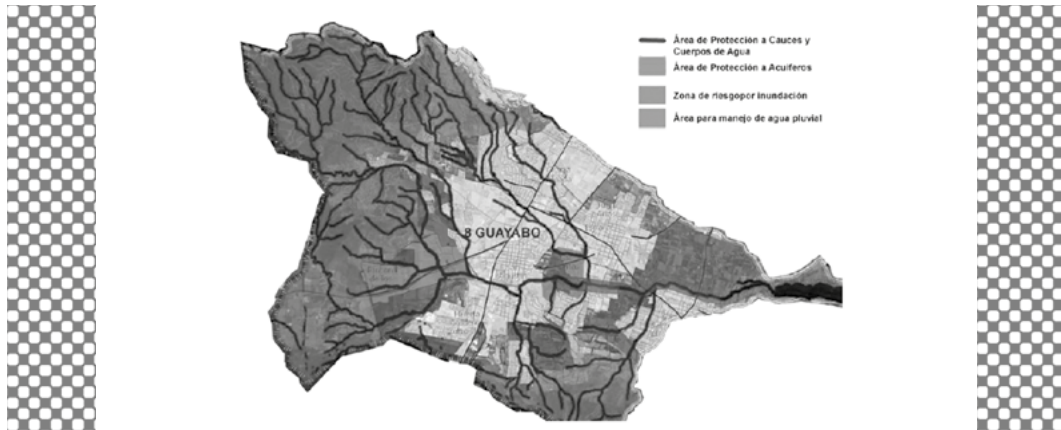 Área de Protección a Cauces y
Cuerpos de Agua
Área de Protección a Acuíferos
Zona de riesgopor inundación
Área para manejo de agua pluvial
8 GUAYABO